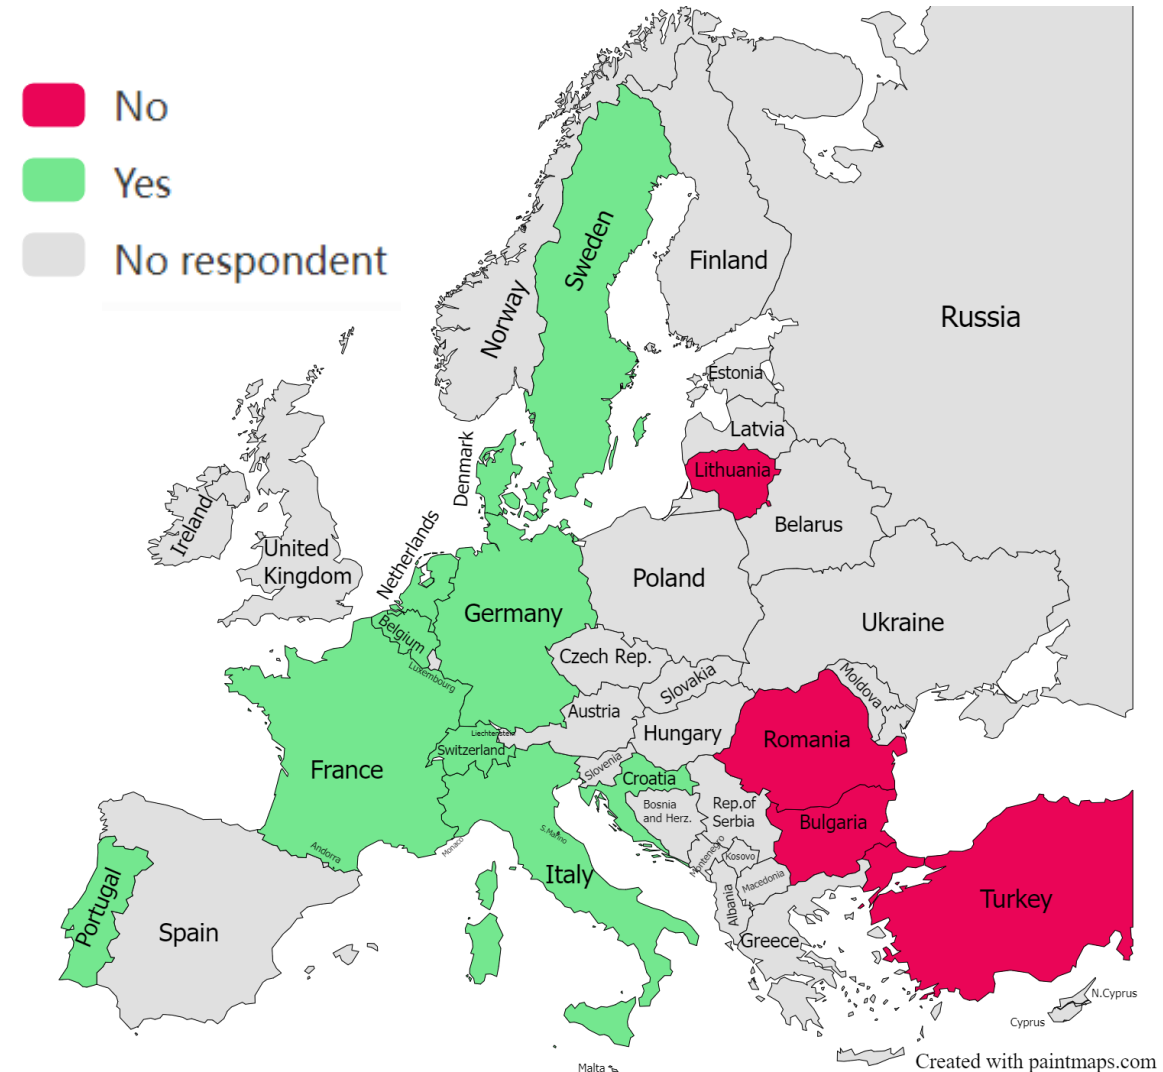 No
Yes
No respondent
Sweden
Finland
Norway
Russia
Estonia
Latvia
Denmark
Lithuania
Ireland
United
Kingdom
Belarus
Netherlands
Poland
Germany
Ukraine
Belgium
Czech Rep.
Luxembourg
Slovakia
Moldova
Austria
Liechtenstein
Switzerland
Hungary
Romania
France
Slovenia
Croatia
Bosnia
and Herz.
Rep.of
Serbia
Bulgaria
S.Marino
Monaco
Andorra
Montenegro
Kosovo
Italy
Macedonia
Albania
Portugal
Spain
Greece
Turkey
N.Cyprus
Cyprus
Malta
Created with paintmaps.com